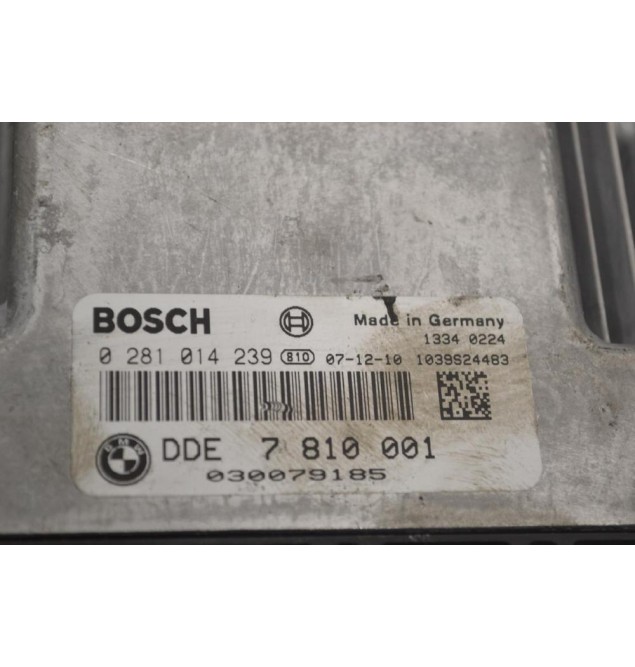 BOSCH Made in Germany
1334 0224
0 281 014 239 810 07-12-10 1039S24483
BMW DDE 7 810 001
030079185